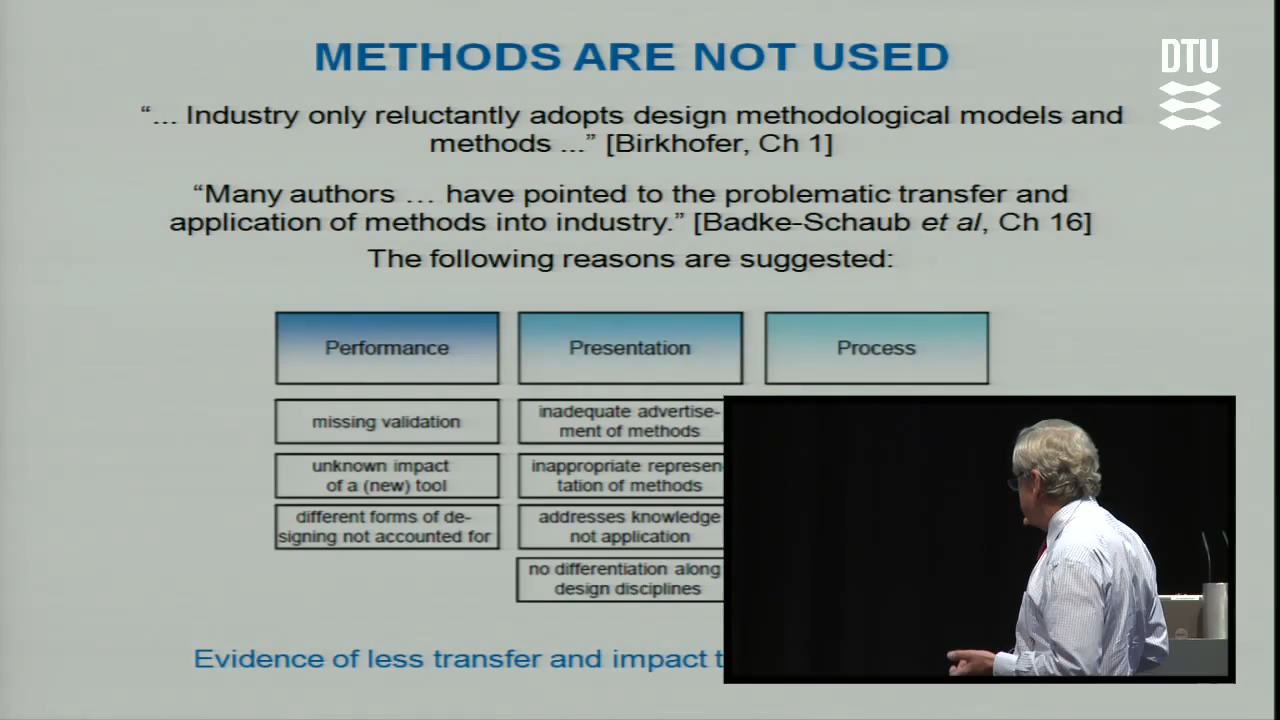 METHODS ARE NOT USED
DTU
“... Industry only reluctantly adopts design methodological models and
methods ...” [Birkhofer, Ch 1]
“Many authors … have pointed to the problematic transfer and
application of methods into industry.” [Badke-Schaub et al, Ch 16]
The following reasons are suggested:
Performance
Presentation
Process
missing validation
inadequate advertise-
ment of methods
unknown impact
of a (new) tool
inappropriate represen
tation of methods
different forms of de-
signing not accounted for
addresses knowledge
not application
no differentiation along
design disciplines
Evidence of less transfer and impact t